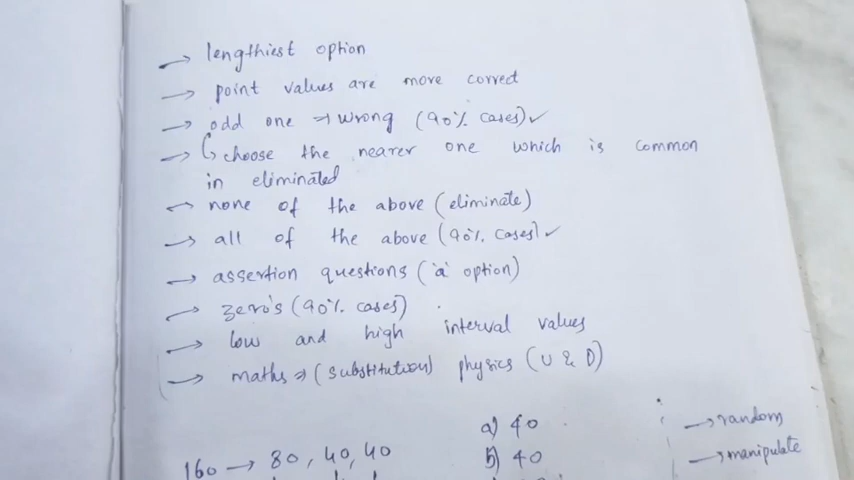 → lengthiest option
→ point values are more correct
→ odd one ⇒ wrong (90% cases) ✓
→ choose the nearer one which is common
in eliminated
→ none of the above (eliminate)
→ all of the above (90% cases) ✓
→ assertion questions ('a' option)
→ zero's (90% cases)
→ low and high interval values
→ maths ⇒ (substitution) physics (U & D)
a) 40
→ random
160 → 80, 40, 40
b) 40
→ manipulate